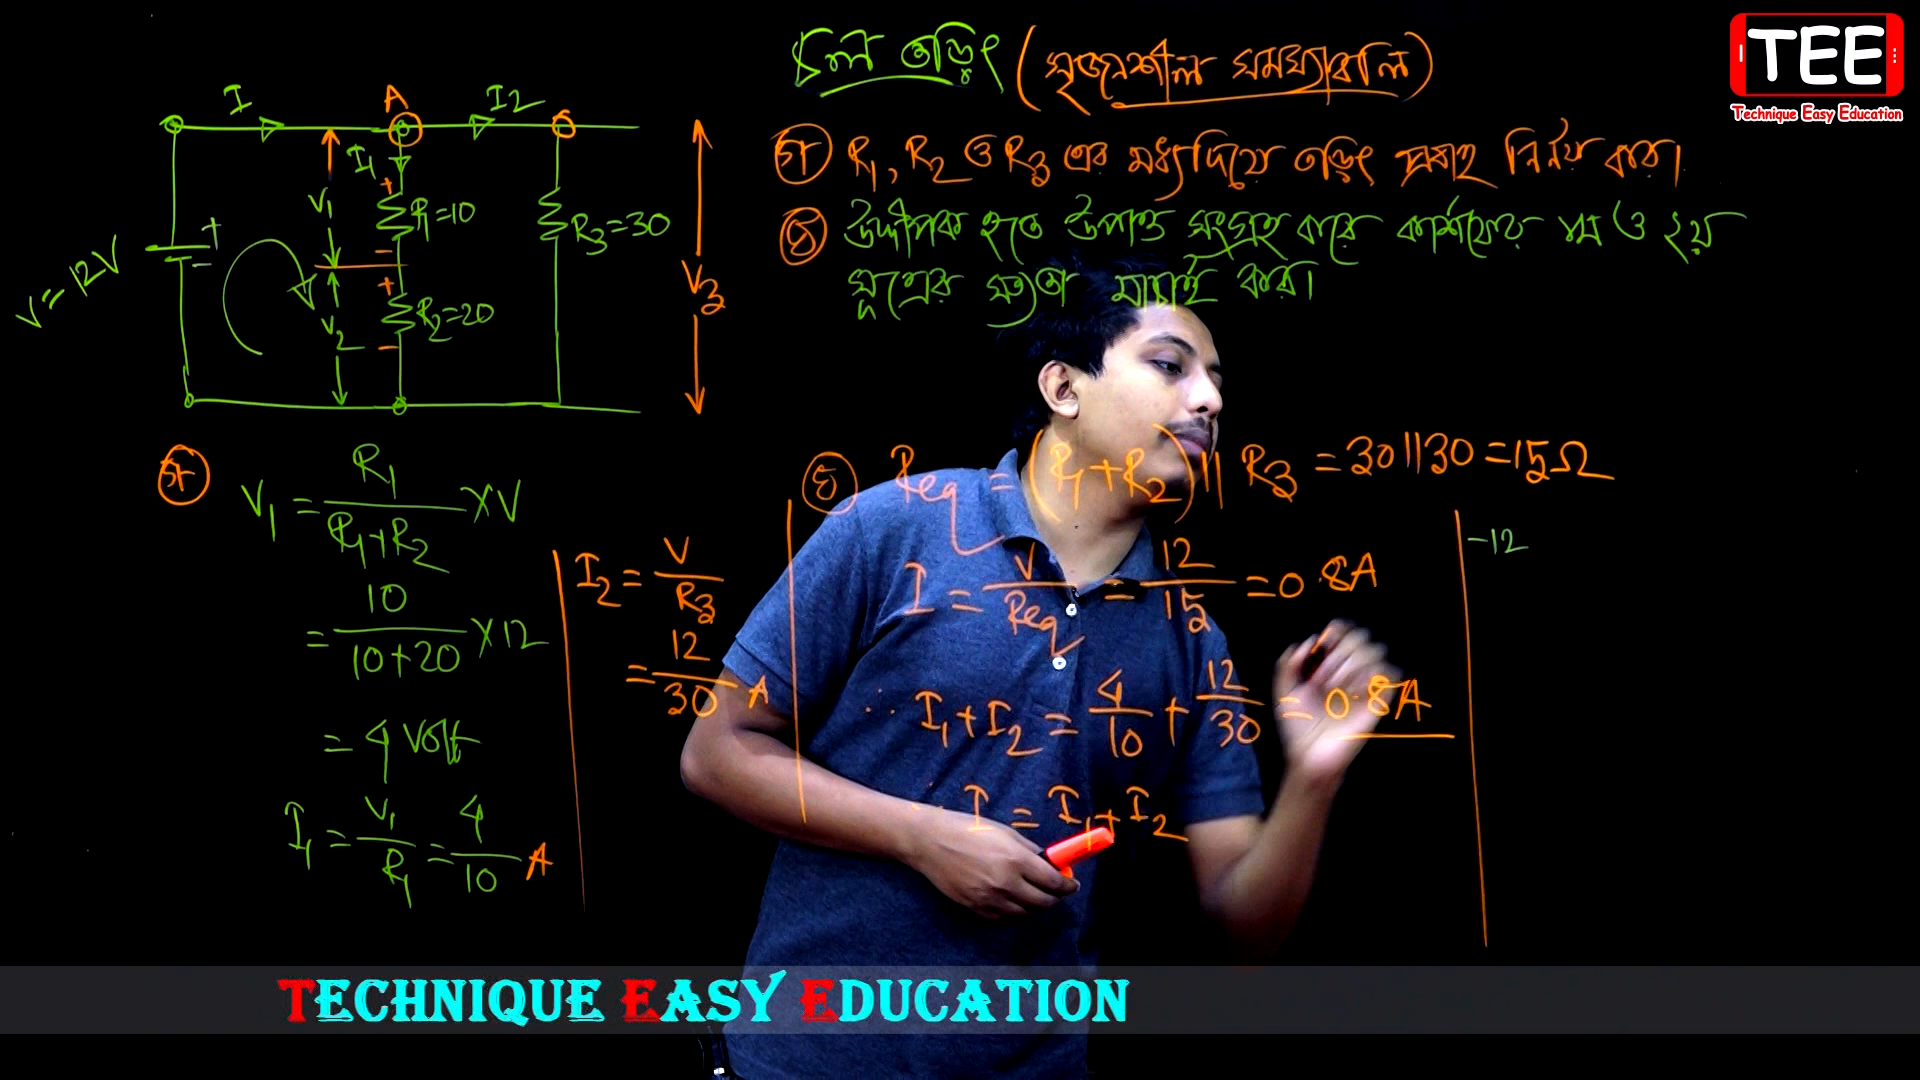 চল তড়িৎ (সৃজনশীল সমস্যাবলি)
TEE
Technique Easy Education
গ R1, R2 ও R3 এর মধ্যদিয়ে তড়িৎ প্রবাহ নির্নয় কর।
ঘ উদ্দীপক হতে উপাত্ত সংগ্রহ করে কার্শফের ১ম ও ২য়
সূত্রের সত্যতা যাচাই কর।
I
A
I2
I1
+
V1
R1=10
R3=30
+
-
V=12V
-
+
V2
R2=20
-
V3
গ
V1 = R1/(R1+R2) × V
= 10/(10+20) × 12
= 4 Volt
I1 = V1/R1 = 4/10 A
I2 = V/R3
= 12/30 A
ঘ Req = (R1+R2) || R3 = 30||30 = 15Ω
I = V/Req = 12/15 = 0.8A
∴ I1+I2 = 4/10 + 12/30 = 0.8A
∴ I = I1+I2
-12
TECHNIQUE EASY EDUCATION